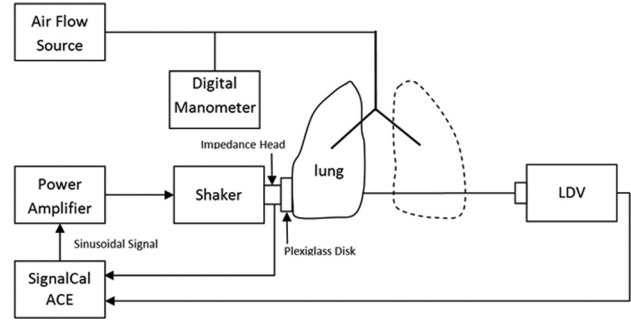 Air Flow
Source
Digital
Manometer
Impedance Head
lung
Power
Amplifier
Shaker
LDV
Sinusoidal Signal
Plexiglass Disk
SignalCal
ACE